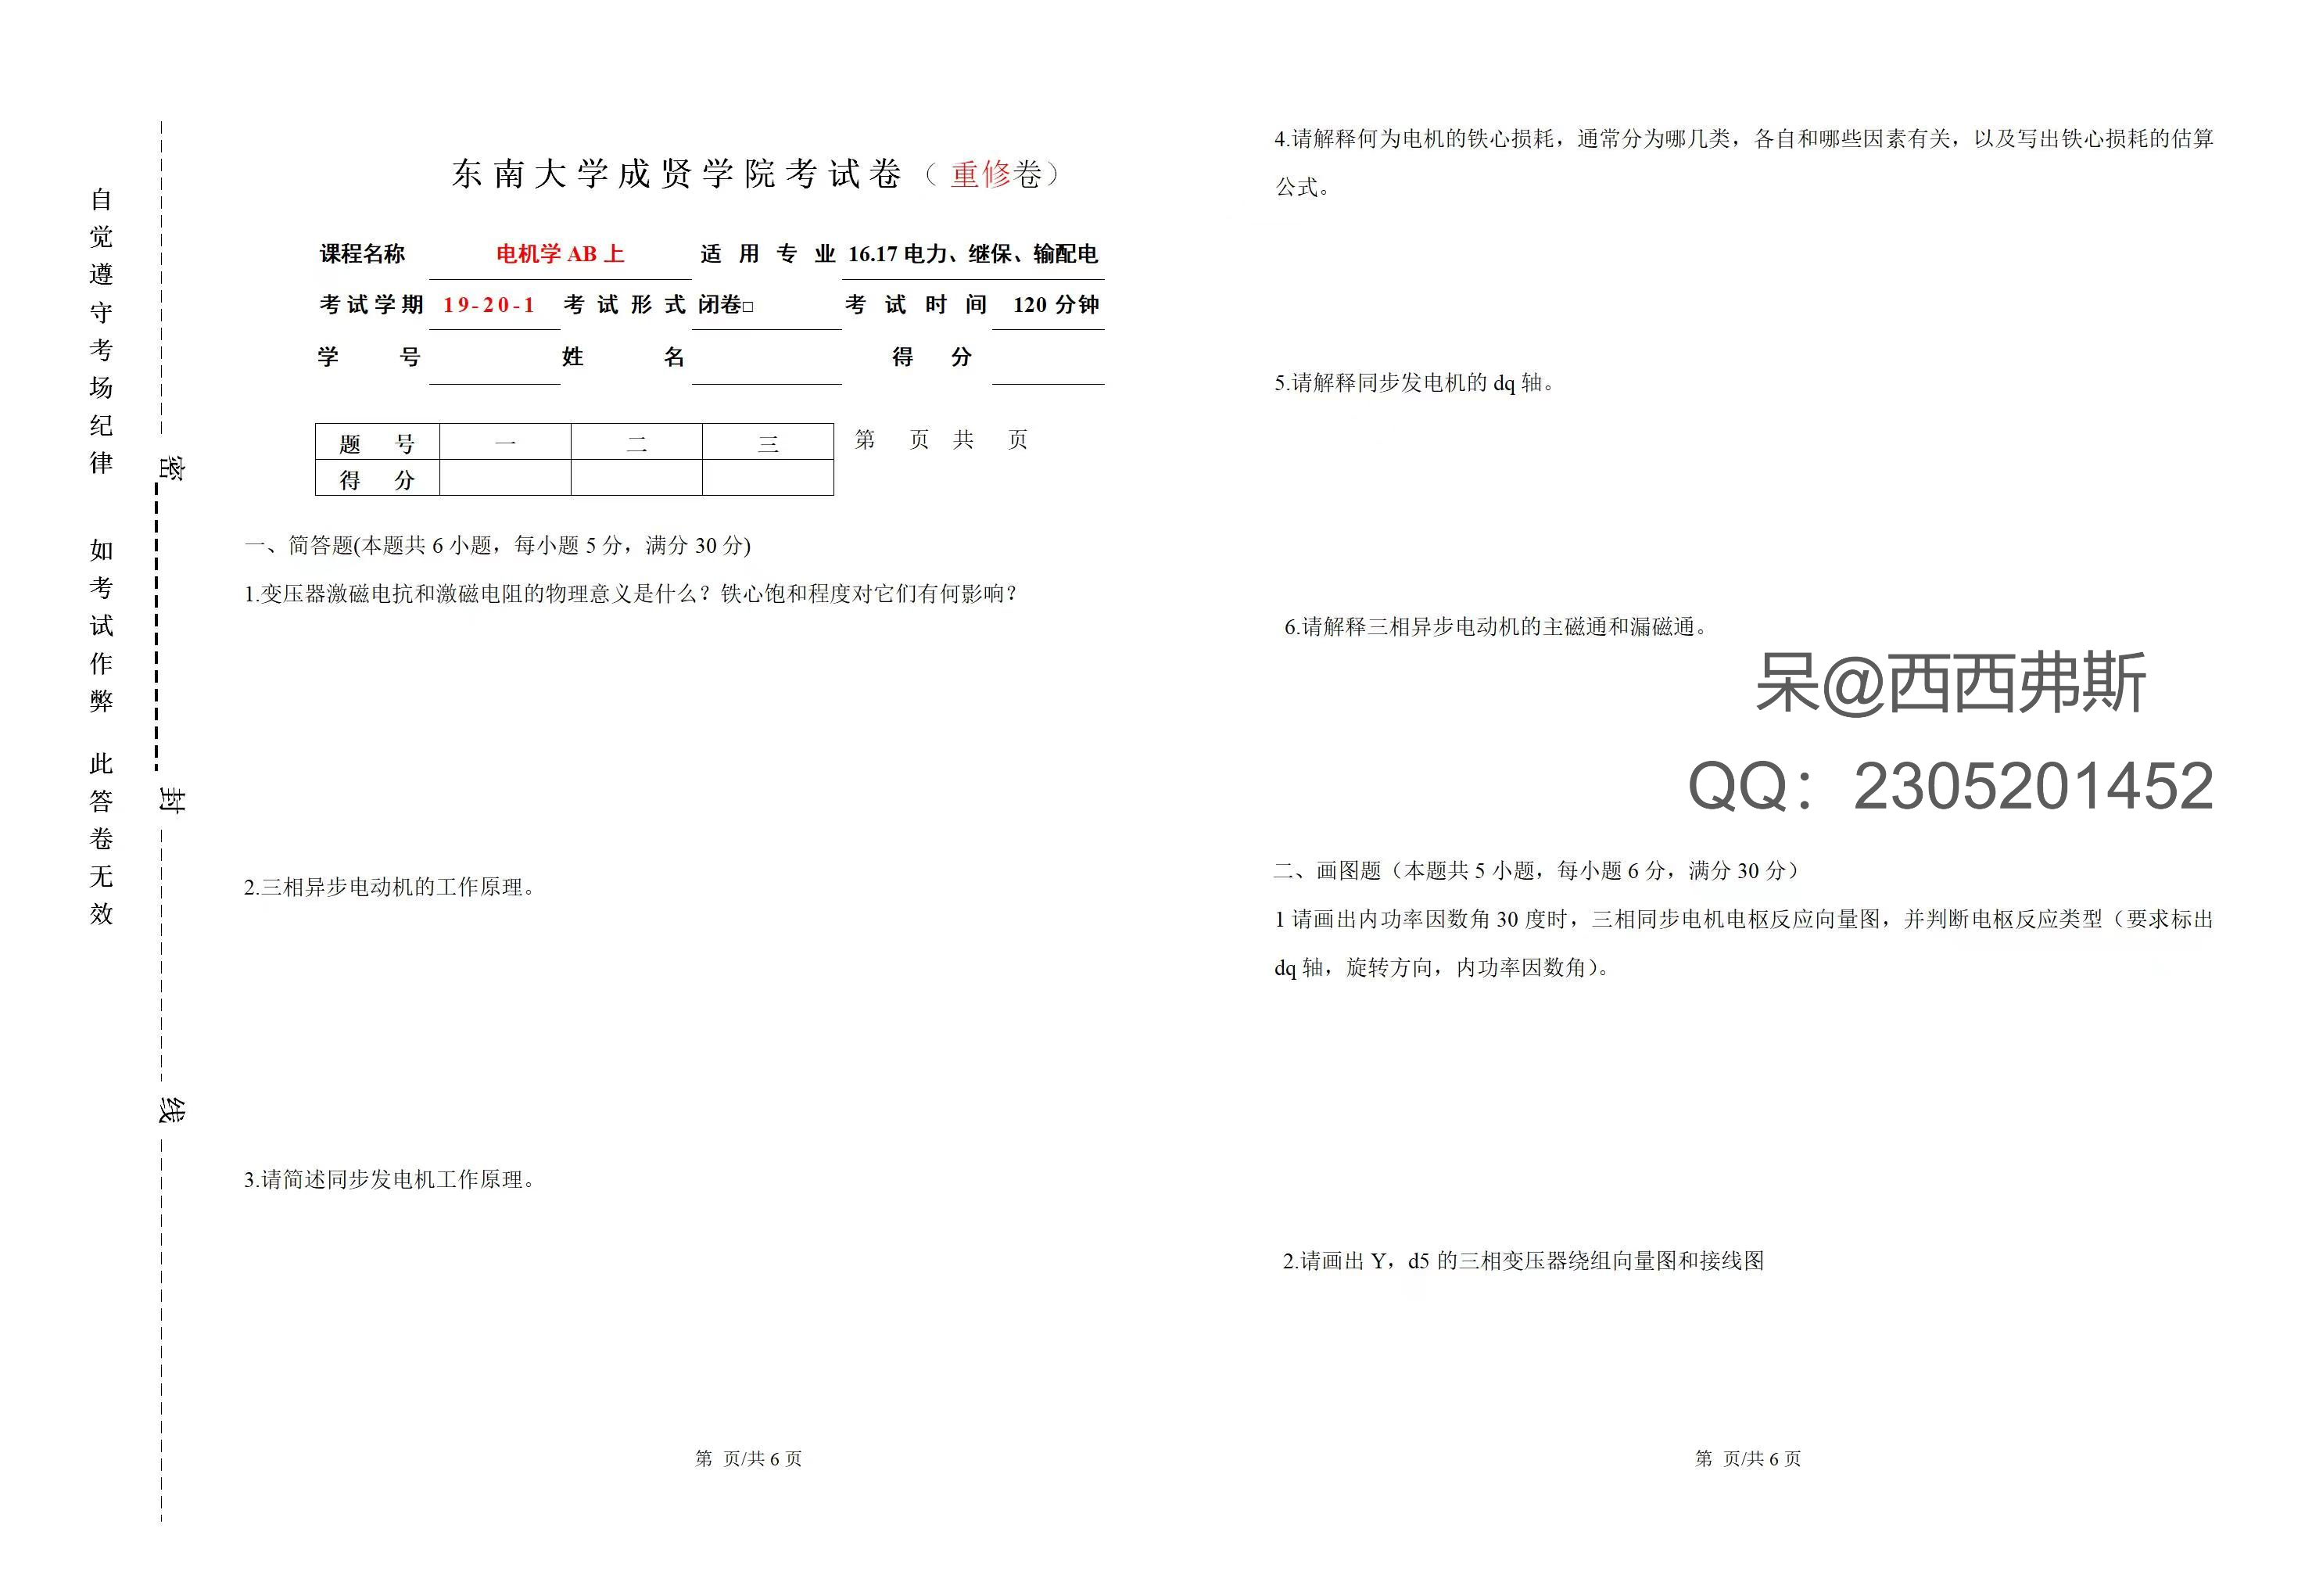 自觉遵守考场纪律 如考试作弊 此答卷无效
密 封 线
东南大学成贤学院考试卷（重修卷）
课程名称 电机学 AB 上 适用专业 16.17 电力、继保、输配电
考试学期 19-20-1 考试形式 闭卷□ 考试时间 120 分钟
学号 姓名 得分
题号 一 二 三 第 页 共 页
得分
一、简答题(本题共 6 小题，每小题 5 分，满分 30 分)
1.变压器激磁电抗和激磁电阻的物理意义是什么？铁心饱和程度对它们有何影响？
2.三相异步电动机的工作原理。
3.请简述同步发电机工作原理。
第 页/共 6 页
4.请解释何为电机的铁心损耗，通常分为哪几类，各自和哪些因素有关，以及写出铁心损耗的估算
公式。
5.请解释同步发电机的 dq 轴。
6.请解释三相异步电动机的主磁通和漏磁通。
呆@西西弗斯
QQ：2305201452
二、画图题（本题共 5 小题，每小题 6 分，满分 30 分）
1 请画出内功率因数角 30 度时，三相同步电机电枢反应向量图，并判断电枢反应类型（要求标出
dq 轴，旋转方向，内功率因数角）。
2.请画出 Y，d5 的三相变压器绕组向量图和接线图
第 页/共 6 页